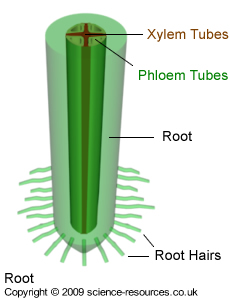 Xylem Tubes
Phloem Tubes
Root
Root Hairs
Root
Copyright © 2009 science-resources.co.uk